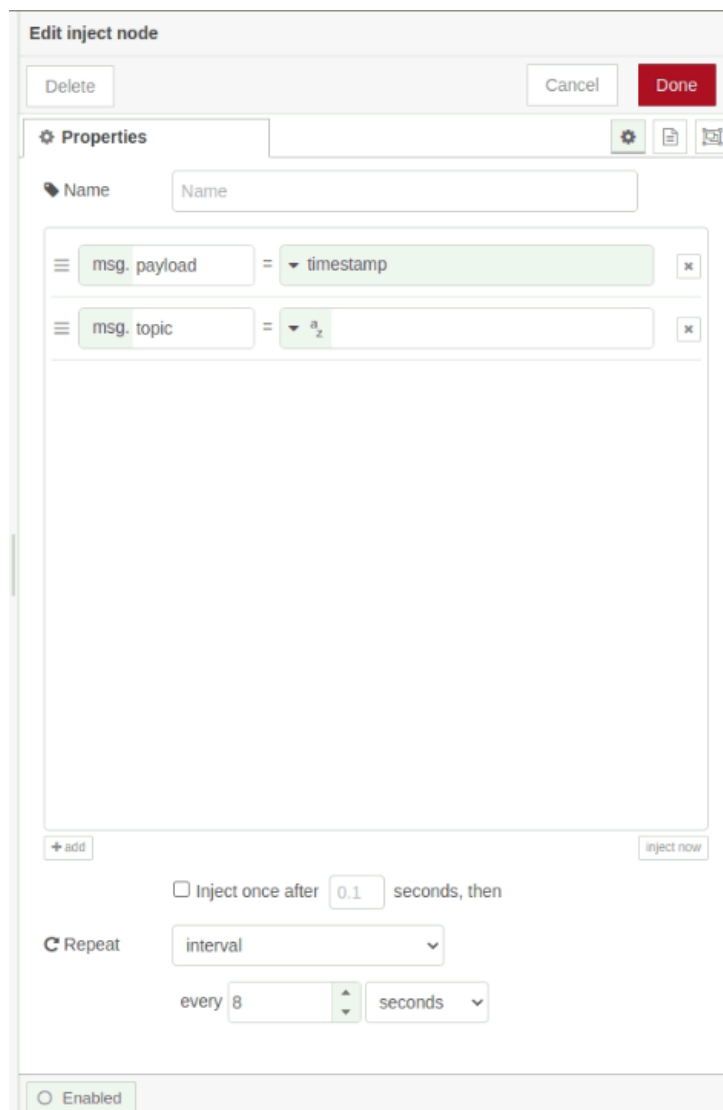 Edit inject node
Delete Cancel Done
Properties
Name Name
msg. payload = timestamp
msg. topic = a z
add inject now
Inject once after 0.1 seconds, then
Repeat interval
every 8 seconds
Enabled